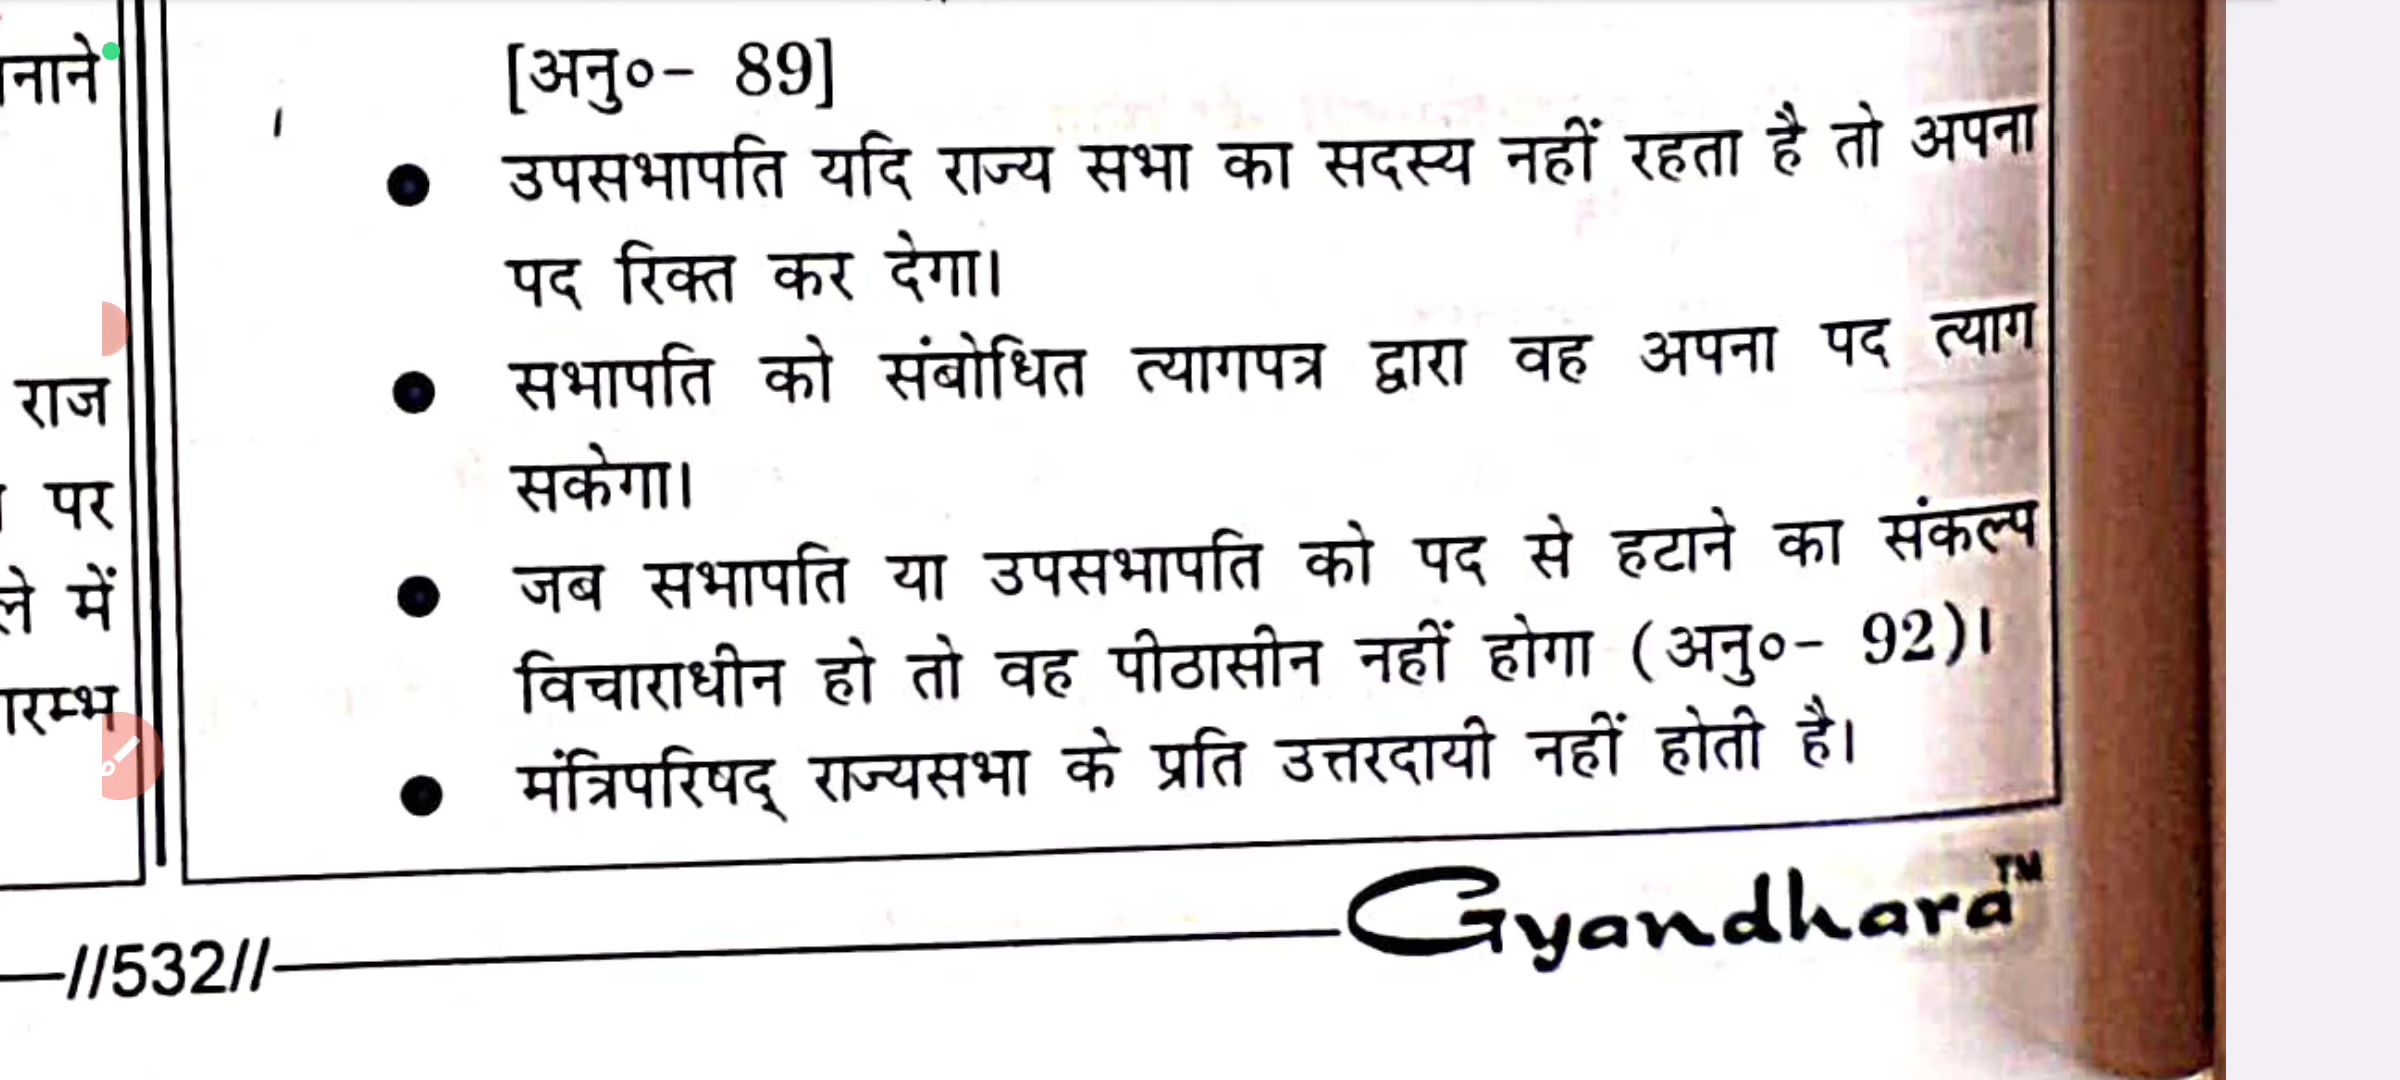 नाने
राज
पर
ले में
[अनु०- 89]
● उपसभापति यदि राज्य सभा का सदस्य नहीं रहता है तो अपना
पद रिक्त कर देगा।
● सभापति को संबोधित त्यागपत्र द्वारा वह अपना पद त्याग
सकेगा।
● जब सभापति या उपसभापति को पद से हटाने का संकल्प
विचाराधीन हो तो वह पीठासीन नहीं होगा (अनु०- 92)।
● मंत्रिपरिषद् राज्यसभा के प्रति उत्तरदायी नहीं होती है।
//532//
Gyandhara™